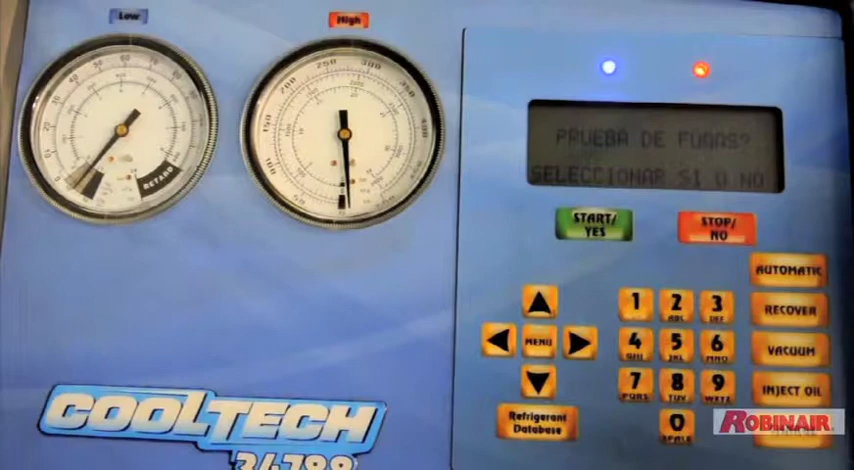 Low
High
RETARD
PRUEBA DE FUGAS?
SELECCIONAR SI O NO
START/
YES
STOP/
NO
AUTOMATIC
RECOVER
VACUUM
INJECT OIL
MENU
1
2
ABC
3
DEF
4
GHI
5
JKL
6
MNO
7
PQRS
8
TUV
9
WXYZ
0
SPACE
Refrigerant
Database
ROBINAIR
COOLTECH
34788